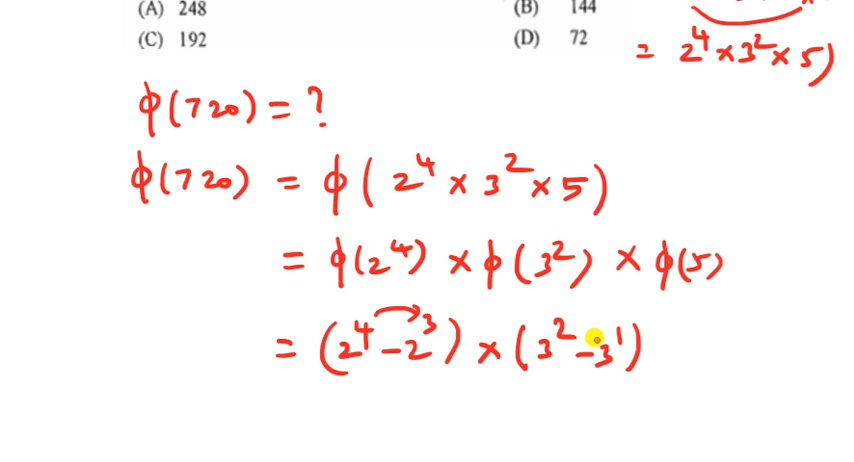 (A) 248
(B) 144
(C) 192
(D) 72
= 2⁴ × 3² × 5)
ϕ(720) = ?
ϕ(720) = ϕ( 2⁴ × 3² × 5)
= ϕ(2⁴) × ϕ(3²) × ϕ(5)
= (2⁴ − 2³) × (3² − 3¹)